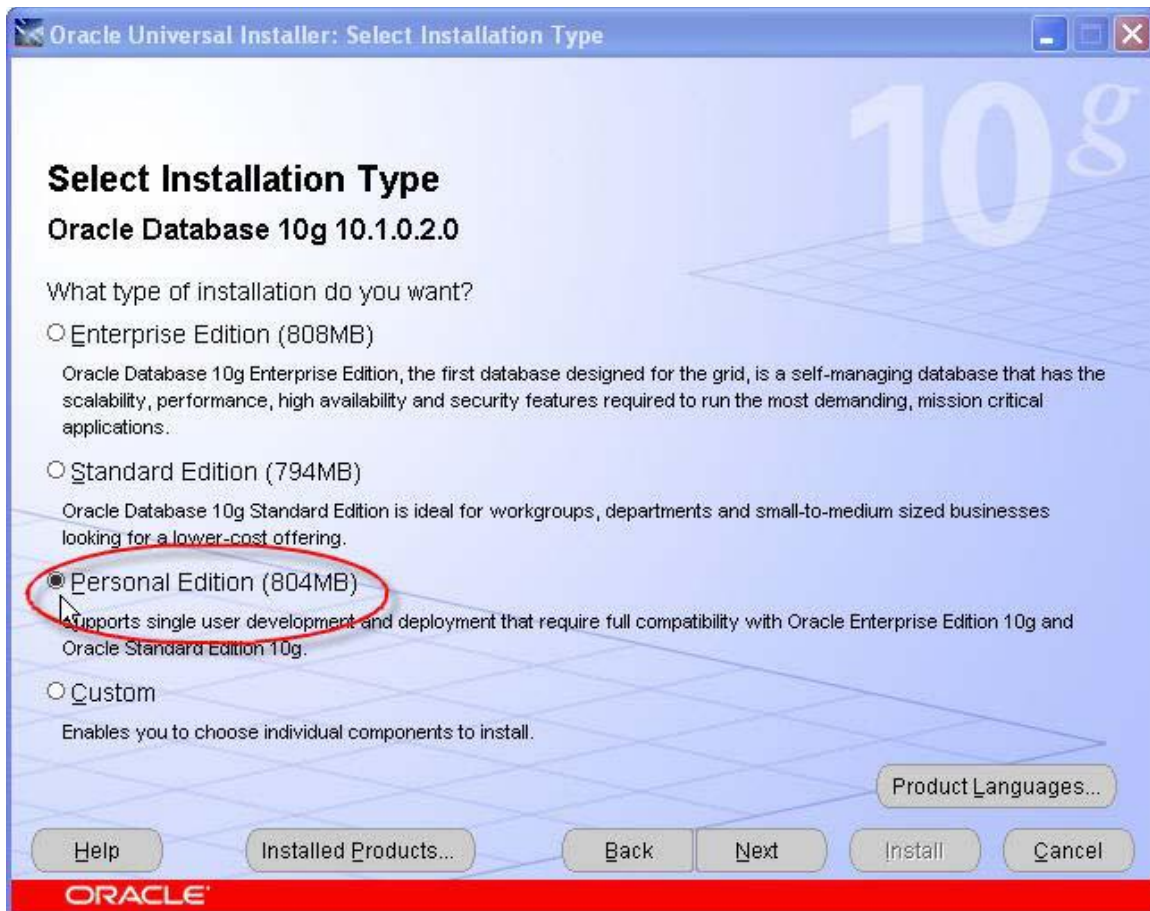 Oracle Universal Installer: Select Installation Type
10g
Select Installation Type
Oracle Database 10g 10.1.0.2.0
What type of installation do you want?
Enterprise Edition (808MB)
Oracle Database 10g Enterprise Edition, the first database designed for the grid, is a self-managing database that has the
scalability, performance, high availability and security features required to run the most demanding, mission critical
applications.
Standard Edition (794MB)
Oracle Database 10g Standard Edition is ideal for workgroups, departments and small-to-medium sized businesses
looking for a lower-cost offering.
Personal Edition (804MB)
Supports single user development and deployment that require full compatibility with Oracle Enterprise Edition 10g and
Oracle Standard Edition 10g.
Custom
Enables you to choose individual components to install.
Product Languages...
Help Installed Products... Back Next Install Cancel
ORACLE